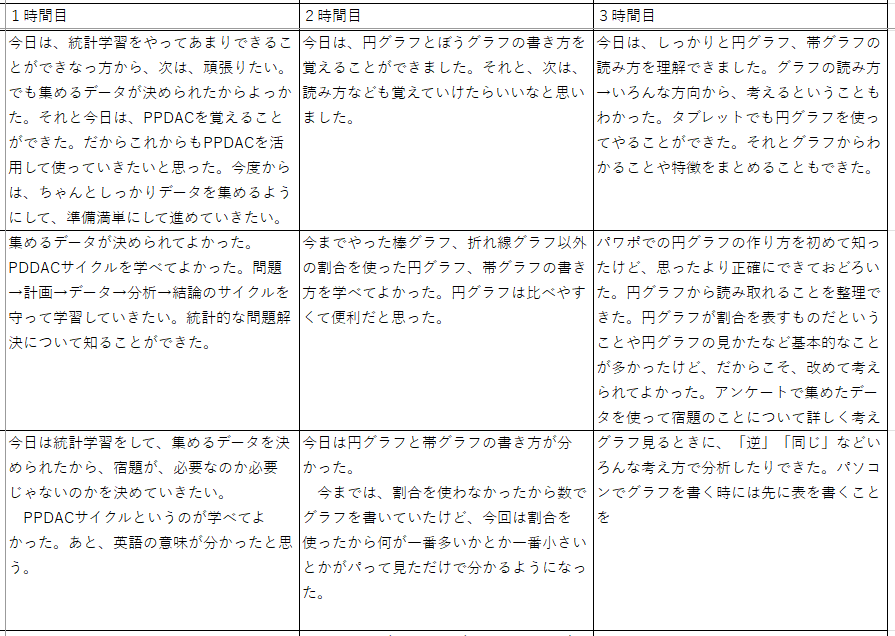 １時間目
２時間目
３時間目
今日は、統計学習をやってあまりできるこ
とができなっ方から、次は、頑張りたい。
でも集めるデータが決められたからよっか
た。それと今日は、PPDACを覚えること
ができた。だからこれからもPPDACを活
用して使っていきたいと思った。今度から
は、ちゃんとしっかりデータを集めるよう
にして、準備満単にして進めていきたい。
今日は、円グラフとぼうグラフの書き方を
覚えることができました。それと、次は、
読み方なども覚えていけたらいいなと思い
ました。
今日は、しっかりと円グラフ、帯グラフの
読み方を理解できました。グラフの読み方
→いろんな方向から、考えるということも
わかった。タブレットでも円グラフを使っ
てやることができた。それとグラフからわ
かることや特徴をまとめることもできた。
集めるデータが決められてよかった。
PDDACサイクルを学べてよかった。問題
→計画→データ→分析→結論のサイクルを
守って学習していきたい。統計的な問題解
決について知ることができた。
今までやった棒グラフ、折れ線グラフ以外
の割合を使った円グラフ、帯グラフの書き
方を学べてよかった。円グラフは比べやす
くて便利だと思った。
パワポでの円グラフの作り方を初めて知っ
たけど、思ったより正確にできておどろい
た。円グラフから読み取れることを整理で
きた。円グラフが割合を表すものだという
ことや円グラフの見かたなど基本的なこと
が多かったけど、だからこそ、改めて考え
られてよかった。アンケートで集めたデー
タを使って宿題のことについて詳しく考え
今日は統計学習をして、集めるデータを決
められたから、宿題が、必要なのか必要
じゃないのかを決めていきたい。
　PPDACサイクルというのが学べてよ
かった。あと、英語の意味が分かったと思
う。
今日は円グラフと帯グラフの書き方が分
かった。
　今までは、割合を使わなかったから数で
グラフを書いていたけど、今回は割合を
使ったから何が一番多いかとか一番小さい
とかがパって見ただけで分かるようになっ
た。
グラフ見るときに、「逆」「同じ」などい
ろんな考え方で分析したりできた。パソコ
ンでグラフを書く時には先に表を書くこと
を